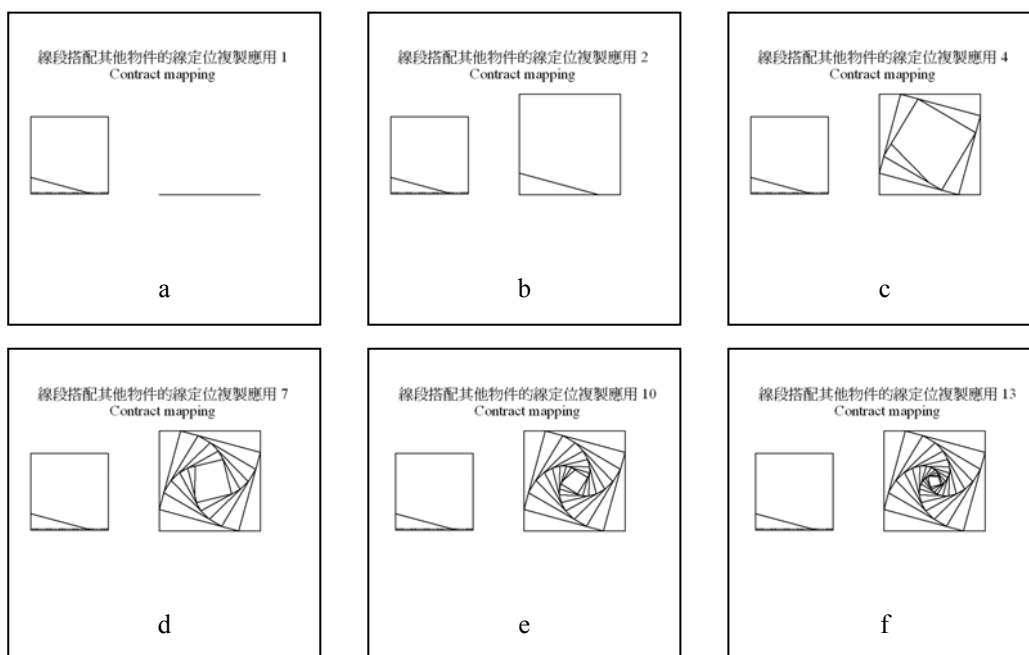 線段搭配其他物件的線定位複製應用 1
Contract mapping
a
線段搭配其他物件的線定位複製應用 2
Contract mapping
b
線段搭配其他物件的線定位複製應用 4
Contract mapping
c
線段搭配其他物件的線定位複製應用 7
Contract mapping
d
線段搭配其他物件的線定位複製應用 10
Contract mapping
e
線段搭配其他物件的線定位複製應用 13
Contract mapping
f